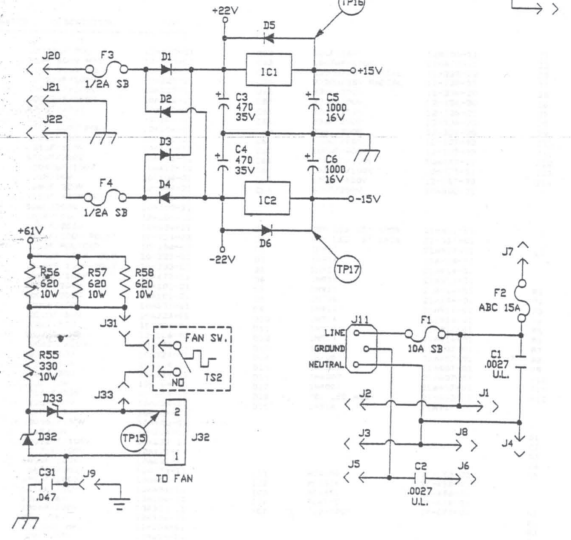 +22V
TP16
D5
J20
F3
D1
IC1
+15V
1/2A SB
J21
D2
+
C3
470
35V
+
C5
1000
16V
J22
D3
+
C4
470
35V
+
C6
1000
16V
F4
D4
IC2
-15V
1/2A SB
-22V
D6
TP17
+61V
R56
620
10W
R57
620
10W
R58
620
10W
J31
FAN SW.
NO
TS2
R55
330
10W
J33
D33
TP15
2
1
J32
D32
TO FAN
C31
.047
J9
J7
F2
ABC 15A
J11
F1
LINE
10A SB
GROUND
NEUTRAL
C1
.0027
U.L.
J2
J1
J3
J8
J4
J5
C2
J6
.0027
U.L.